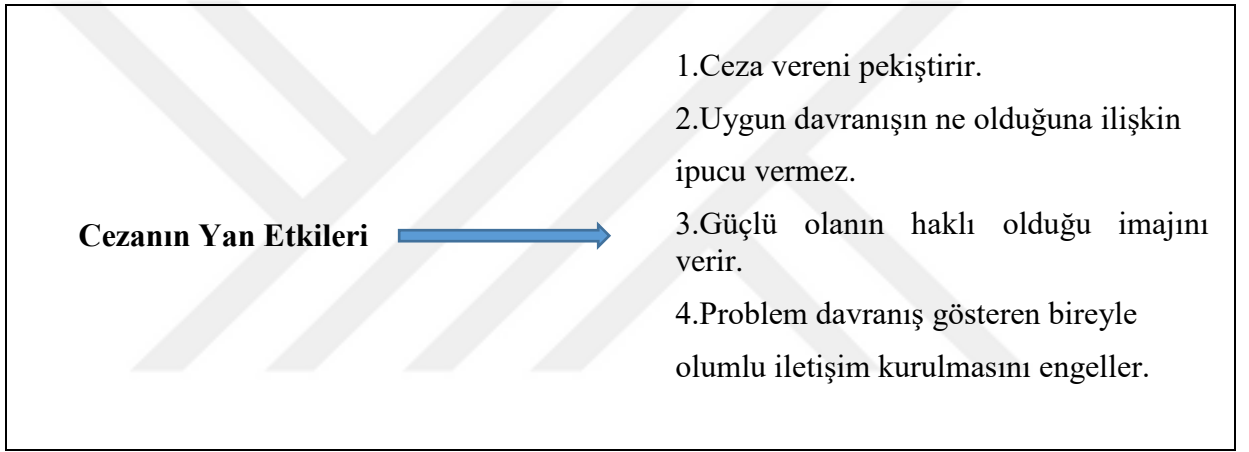 1.Ceza vereni pekiştirir.
2.Uygun davranışın ne olduğuna ilişkin
ipucu vermez.
Cezanın Yan Etkileri
3.Güçlü olanın haklı olduğu imajını
verir.
4.Problem davranış gösteren bireyle
olumlu iletişim kurulmasını engeller.